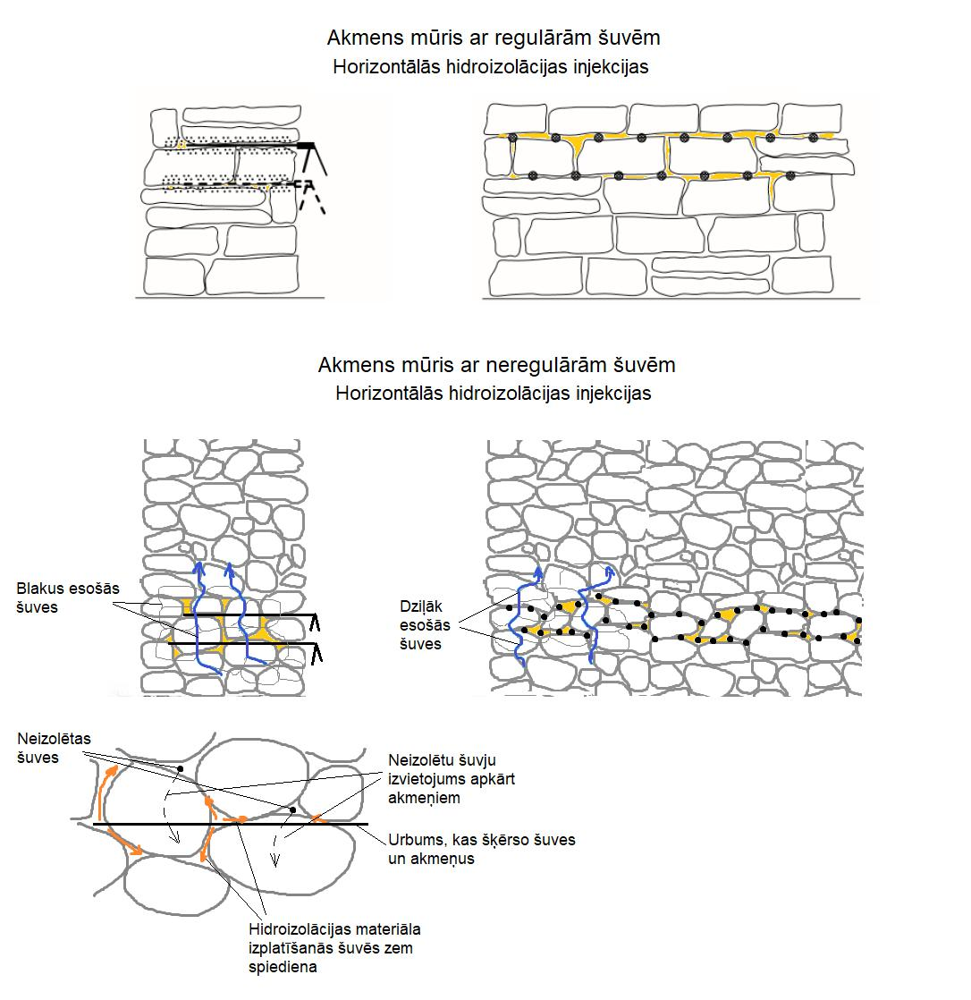 Akmens mūris ar regulārām šuvēm
Horizontālās hidroizolācijas injekcijas
Akmens mūris ar neregulārām šuvēm
Horizontālās hidroizolācijas injekcijas
Blakus esošās
šuves
Dziļāk
esošās
šuves
Neizolētas
šuves
Neizolētu šuvju
izvietojums apkārt
akmeņiem
Urbums, kas šķērso šuves
un akmeņus
Hidroizolācijas materiāla
izplatīšanās šuvēs zem
spiediena